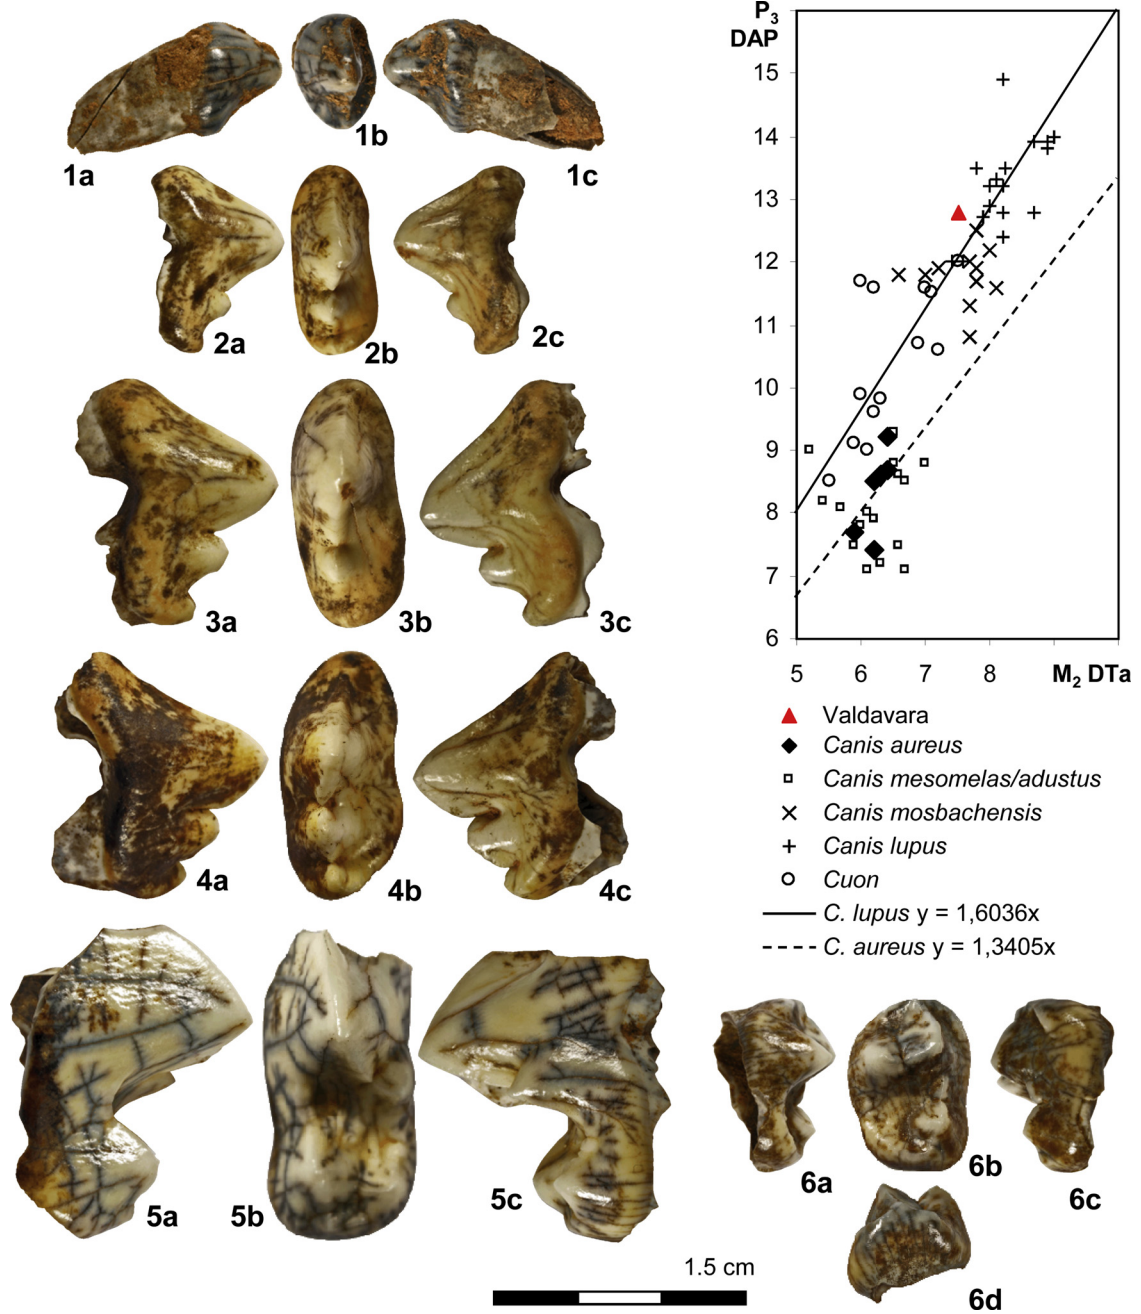 1a
1b
1c
2a
2b
2c
3a
3b
3c
4a
4b
4c
5a
5b
5c
P3
DAP
15
14
13
12
11
10
9
8
7
6
5 6 7 8 M2 DTa
Valdavara
Canis aureus
Canis mesomelas/adustus
Canis mosbachensis
Canis lupus
Cuon
C. lupus y = 1,6036x
C. aureus y = 1,3405x
6a
6b
6c
6d
1.5 cm